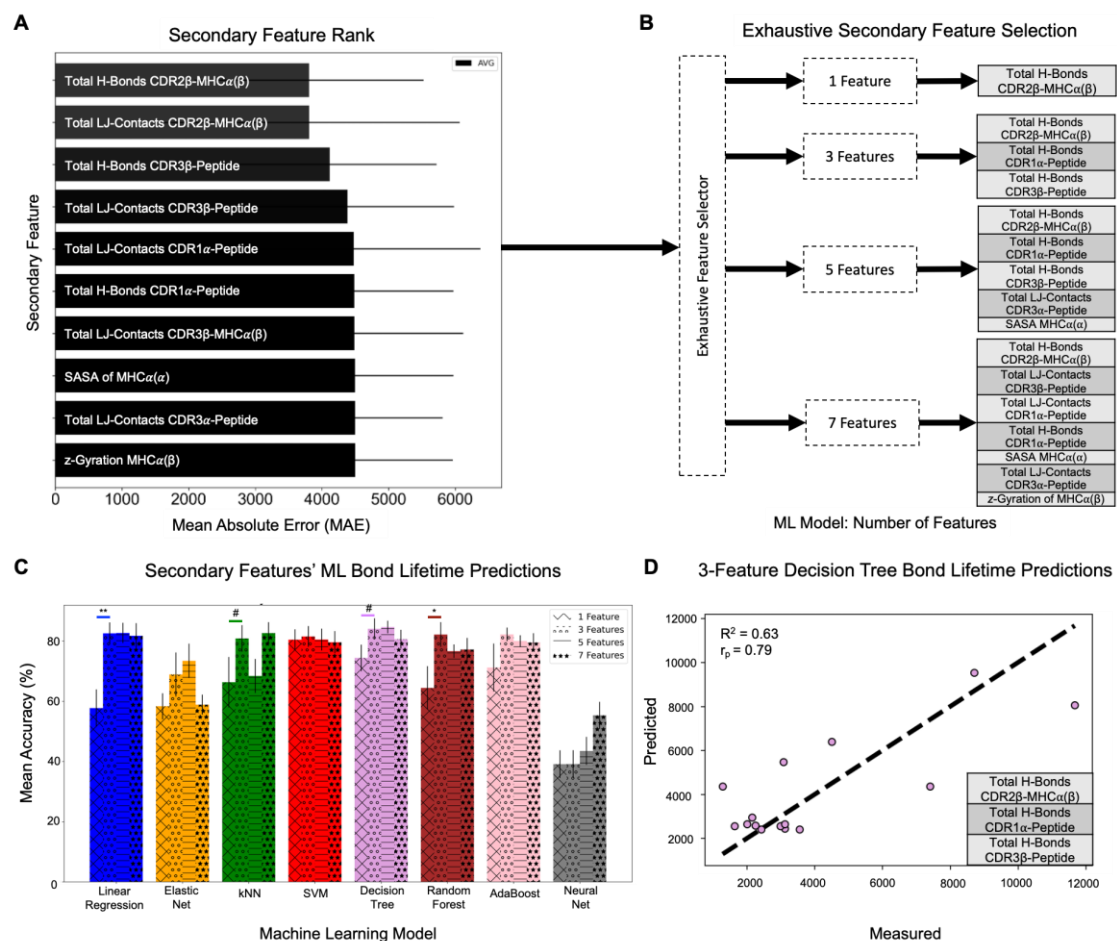 A
Secondary Feature Rank
AVG
Total H-Bonds CDR2β-MHCα(β)
Total LJ-Contacts CDR2β-MHCα(β)
Total H-Bonds CDR3β-Peptide
Total LJ-Contacts CDR3β-Peptide
Total LJ-Contacts CDR1α-Peptide
Total H-Bonds CDR1α-Peptide
Total LJ-Contacts CDR3β-MHCα(β)
SASA of MHCα(α)
Total LJ-Contacts CDR3α-Peptide
z-Gyration MHCα(β)
Secondary Feature
0 1000 2000 3000 4000 5000 6000
Mean Absolute Error (MAE)
B
Exhaustive Secondary Feature Selection
Exhaustive Feature Selector
1 Feature
Total H-Bonds
CDR2β-MHCα(β)
3 Features
Total H-Bonds
CDR2β-MHCα(β)
Total H-Bonds
CDR1α-Peptide
Total H-Bonds
CDR3β-Peptide
5 Features
Total H-Bonds
CDR2β-MHCα(β)
Total H-Bonds
CDR1α-Peptide
Total H-Bonds
CDR3β-Peptide
Total LJ-Contacts
CDR3α-Peptide
SASA MHCα(α)
7 Features
Total H-Bonds
CDR2β-MHCα(β)
Total LJ-Contacts
CDR3β-Peptide
Total LJ-Contacts
CDR1α-Peptide
Total H-Bonds
CDR1α-Peptide
SASA MHCα(α)
Total LJ-Contacts
CDR3α-Peptide
z-Gyration of MHCα(β)
ML Model: Number of Features
C
Secondary Features' ML Bond Lifetime Predictions
** # # *
1 Feature
3 Features
5 Features
7 Features
Mean Accuracy (%)
80
60
40
20
0
Linear
Regression
Elastic
Net
kNN
SVM
Decision
Tree
Random
Forest
AdaBoost
Neural
Net
Machine Learning Model
D
3-Feature Decision Tree Bond Lifetime Predictions
R² = 0.63
rₚ = 0.79
Predicted
12000
10000
8000
6000
4000
2000
Total H-Bonds
CDR2β-MHCα(β)
Total H-Bonds
CDR1α-Peptide
Total H-Bonds
CDR3β-Peptide
2000 4000 6000 8000 10000 12000
Measured